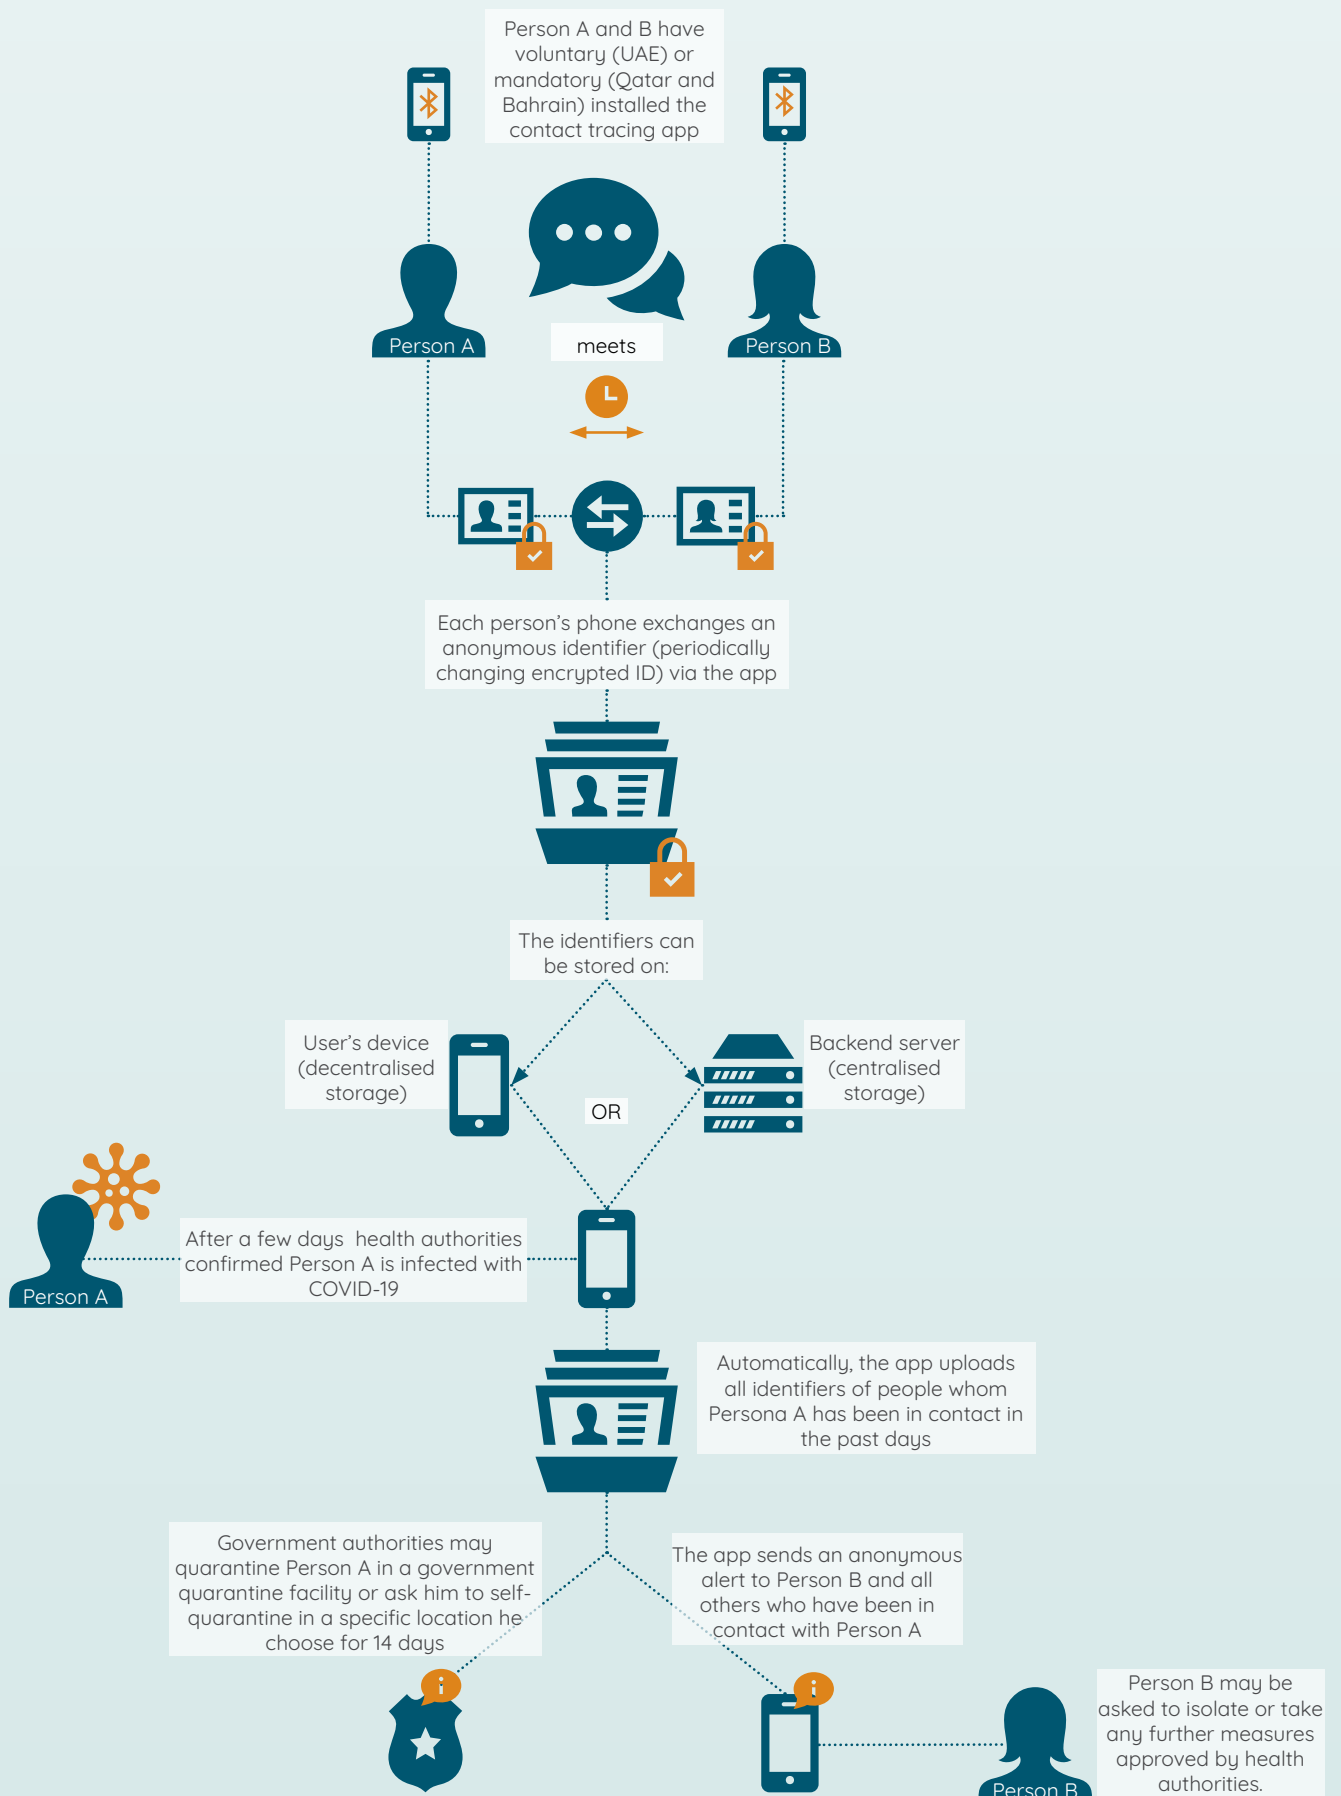 Person A and B have
voluntary (UAE) or
mandatory (Qatar and
Bahrain) installed the
contact tracing app
Person A
meets
Person B
Each person’s phone exchanges an
anonymous identifier (periodically
changing encrypted ID) via the app
The identifiers can
be stored on:
User’s device
(decentralised
storage)
OR
Backend server
(centralised
storage)
Person A
After a few days  health authorities
confirmed Person A is infected with
COVID-19
Automatically, the app uploads
all identifiers of people whom
Persona A has been in contact in
the past days
Government authorities may
quarantine Person A in a government
quarantine facility or ask him to self-
quarantine in a specific location he
choose for 14 days
The app sends an anonymous
alert to Person B and all
others who have been in
contact with Person A
Person B
Person B may be
asked to isolate or take
any further measures
approved by health
authorities.